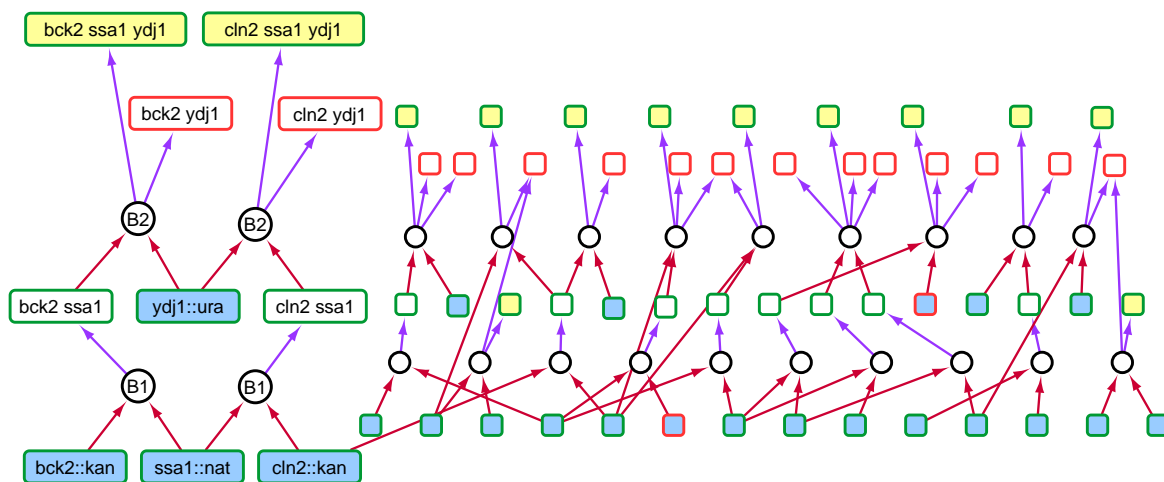 bck2 ssa1 ydj1
cln2 ssa1 ydj1
bck2 ydj1
cln2 ydj1
B2
B2
bck2 ssa1
ydj1::ura
cln2 ssa1
B1
B1
bck2::kan
ssa1::nat
cln2::kan